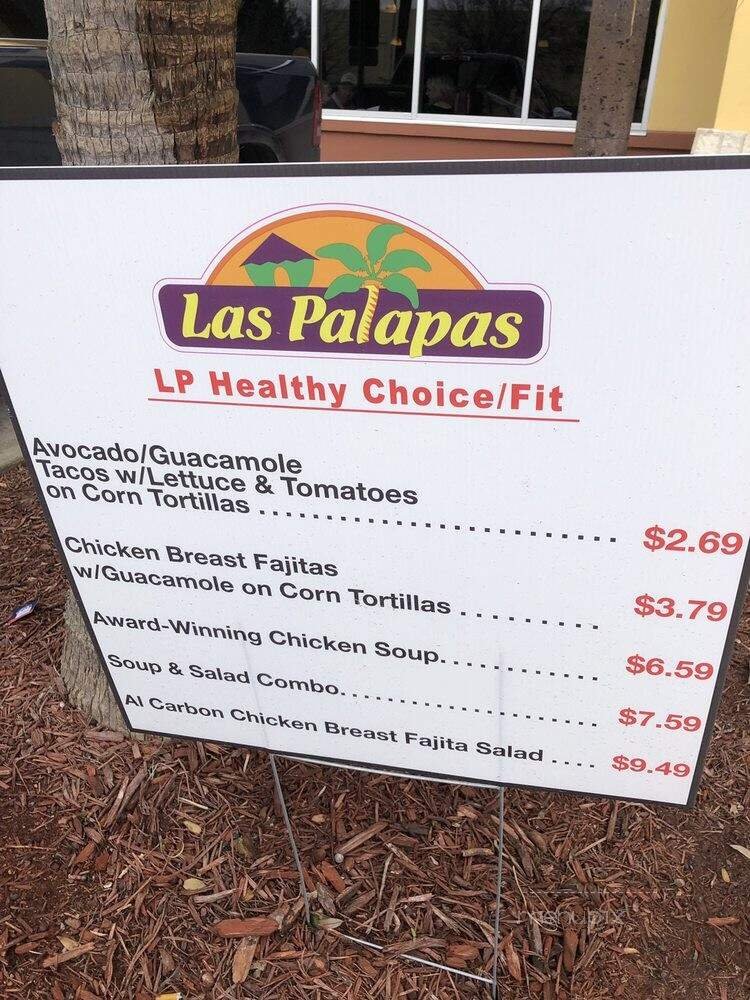 Las Palapas
LP Healthy Choice/Fit
Avocado/Guacamole
Tacos w/Lettuce & Tomatoes
on Corn Tortillas ........................ $2.69
Chicken Breast Fajitas
w/Guacamole on Corn Tortillas ......... $3.79
Award-Winning Chicken Soup............. $6.59
Soup & Salad Combo..................... $7.59
Al Carbon Chicken Breast Fajita Salad .... $9.49